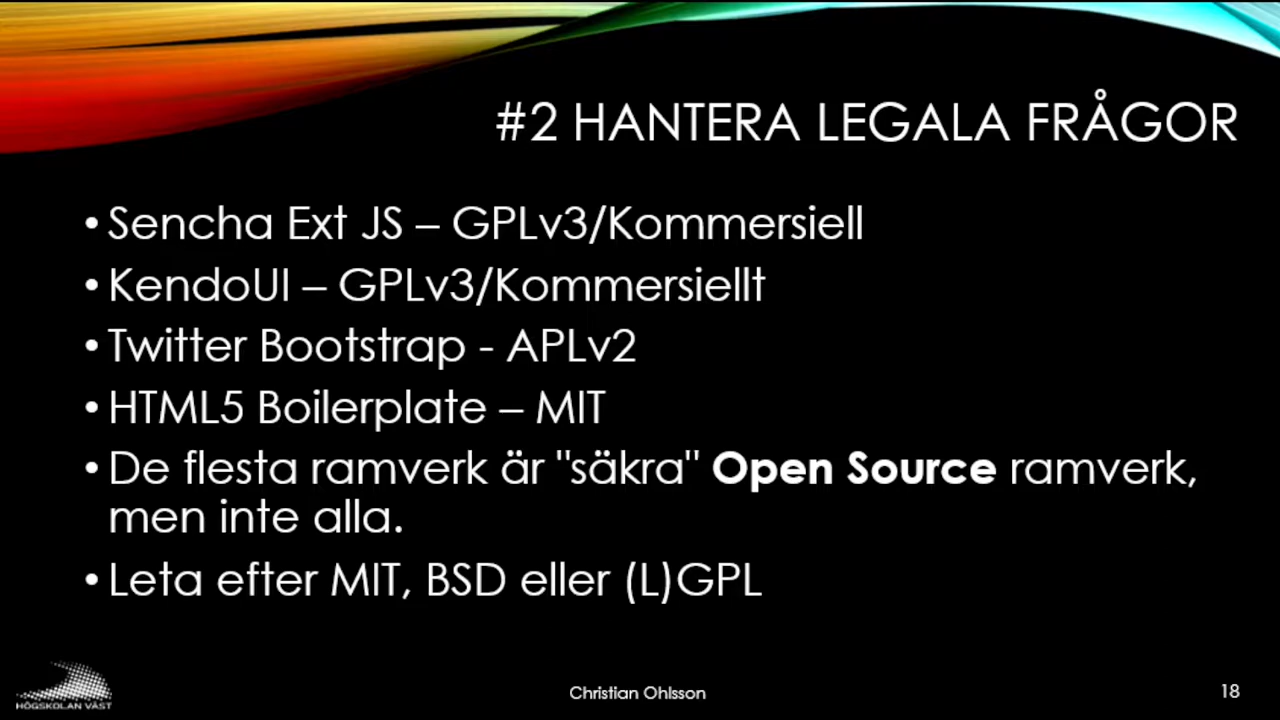 #2 HANTERA LEGALA FRÅGOR
• Sencha Ext JS – GPLv3/Kommersiell
• KendoUI – GPLv3/Kommersiellt
• Twitter Bootstrap - APLv2
• HTML5 Boilerplate – MIT
• De flesta ramverk är "säkra" Open Source ramverk,
men inte alla.
• Leta efter MIT, BSD eller (L)GPL
HÖGSKOLAN VÄST
Christian Ohlsson
18